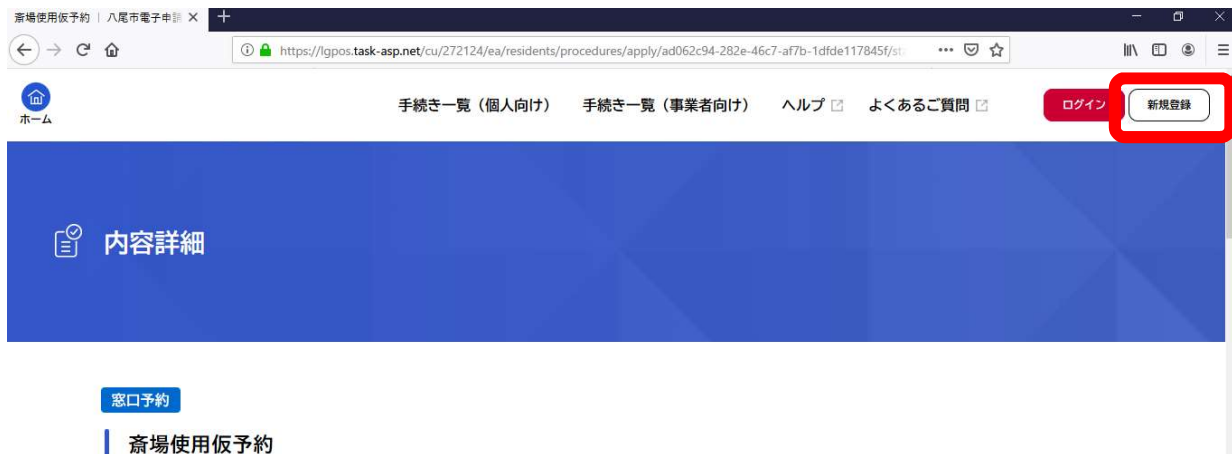 斎場使用仮予約 | 八尾市電子申請
https://lgpos.task-asp.net/cu/272124/ea/residents/procedures/apply/ad062c94-282e-46c7-af7b-1dfde117845f/st
ホーム
手続き一覧（個人向け） 手続き一覧（事業者向け） ヘルプ よくあるご質問 ログイン 新規登録
内容詳細
窓口予約
斎場使用仮予約